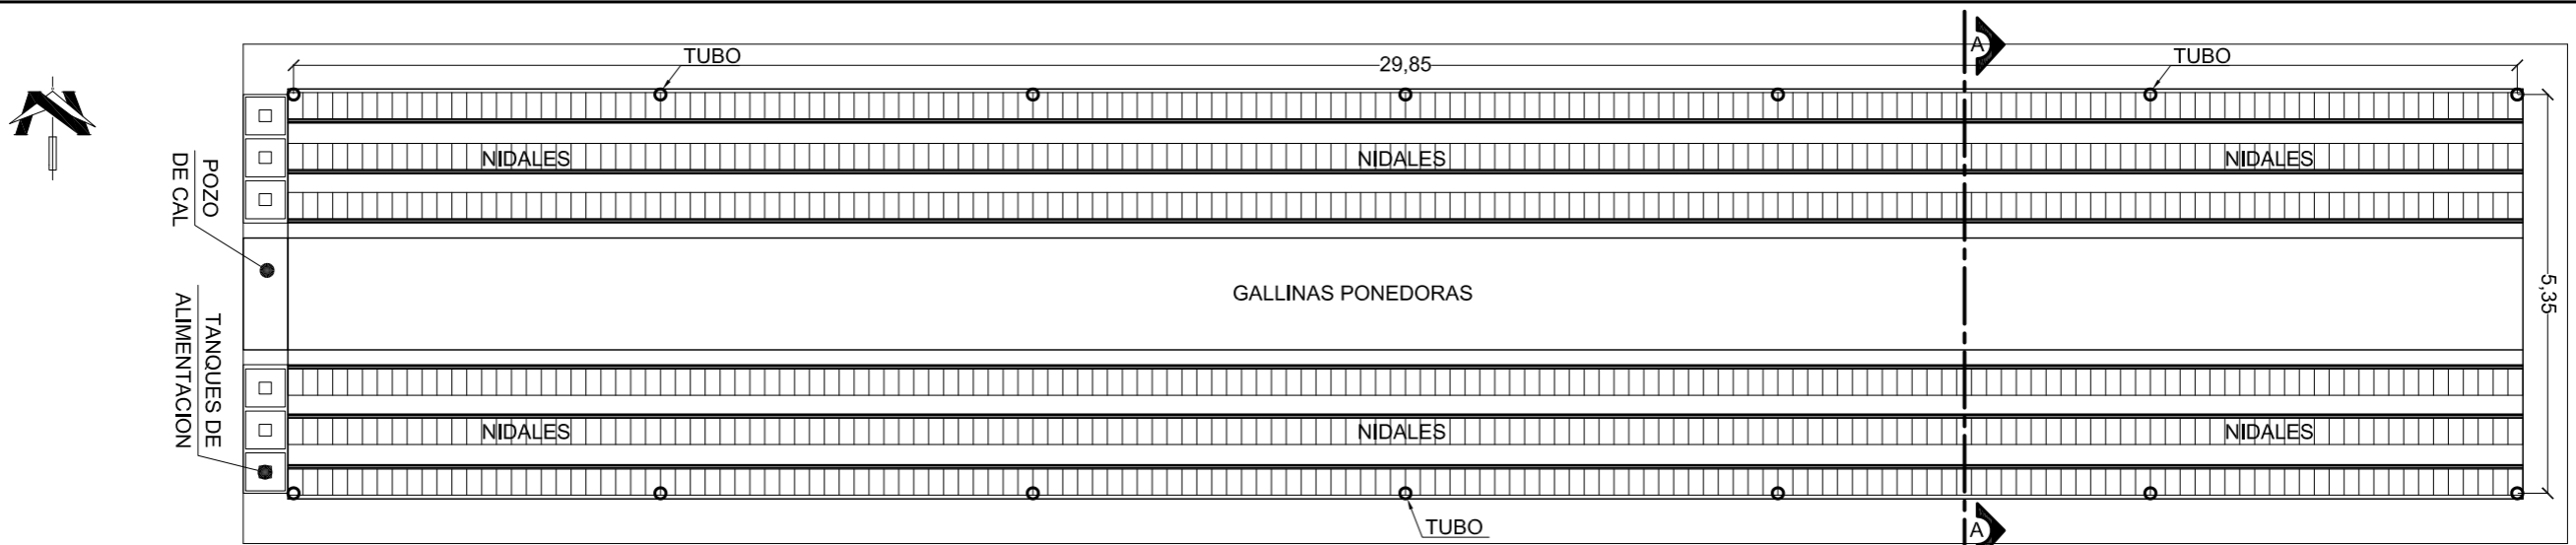 A
TUBO
29,85
TUBO
NIDALES
NIDALES
NIDALES
POZO
DE CAL
GALLINAS PONEDORAS
5,35
TANQUES DE
ALIMENTACION
NIDALES
NIDALES
NIDALES
TUBO
A